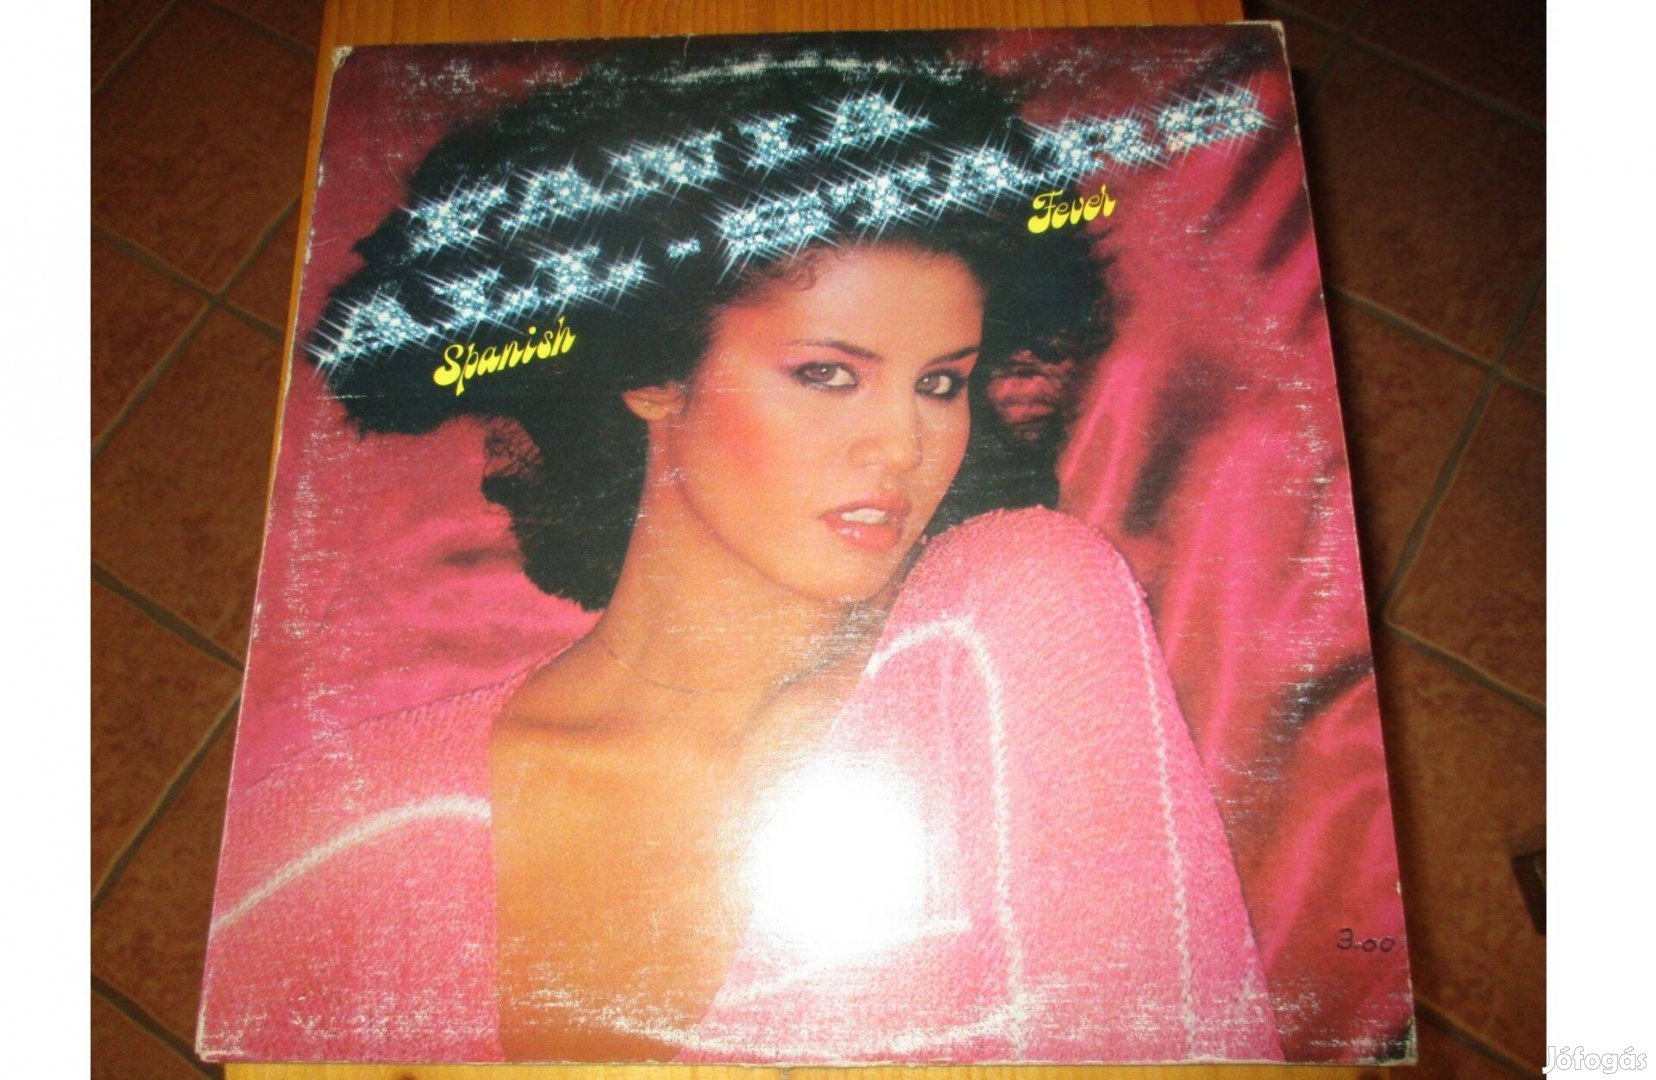 FANIA
ALL-STARS
Spanish Fever
3.00
Jófogás